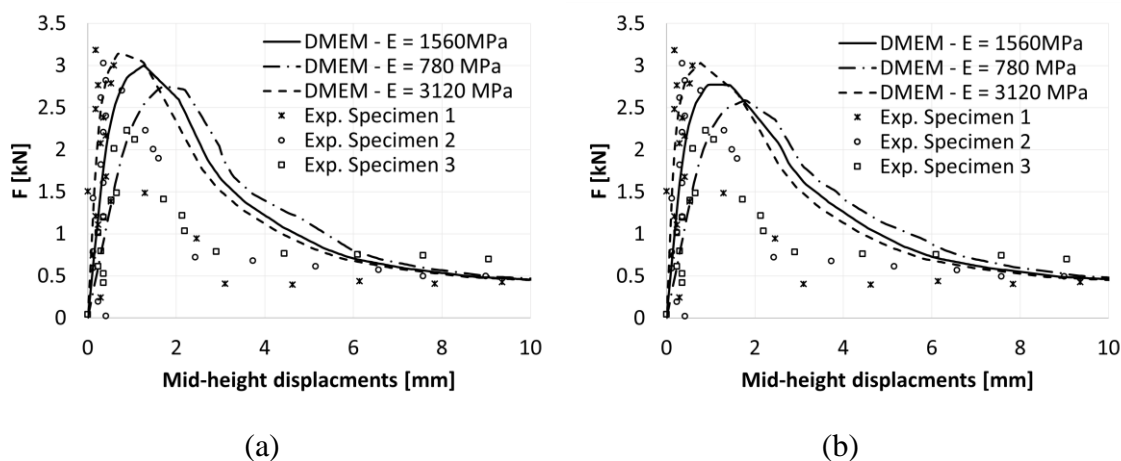 3.5
3
2.5
2
1.5
1
0.5
0
F [kN]
DMEM - E = 1560MPa
DMEM - E = 780 MPa
DMEM - E = 3120 MPa
Exp. Specimen 1
Exp. Specimen 2
Exp. Specimen 3
0 2 4 6 8 10
Mid-height displacments [mm]
(a)
3.5
3
2.5
2
1.5
1
0.5
0
F [kN]
DMEM - E = 1560MPa
DMEM - E = 780 MPa
DMEM - E = 3120 MPa
Exp. Specimen 1
Exp. Specimen 2
Exp. Specimen 3
0 2 4 6 8 10
Mid-height displacments [mm]
(b)